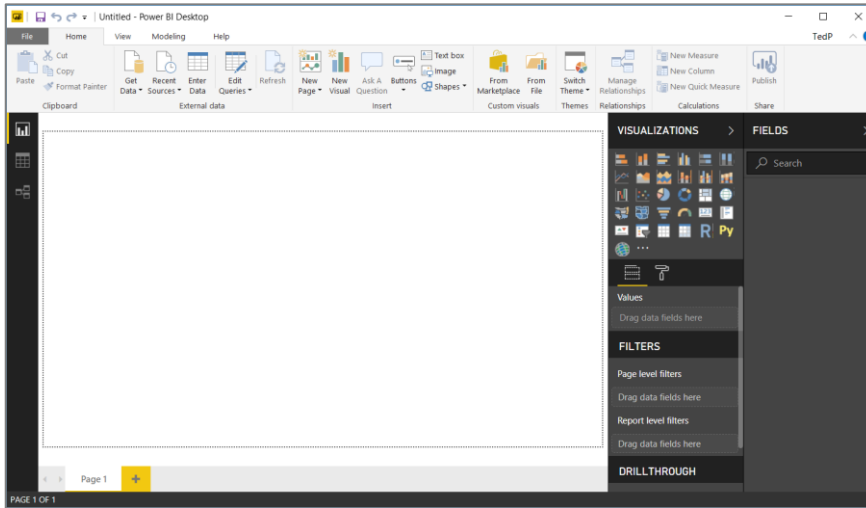 Untitled - Power BI Desktop
File Home View Modeling Help TedP
Cut
Copy
Format Painter
Paste
Get Data
Recent Sources
Enter Data
Edit Queries
Refresh
New Page
New Visual
Ask A Question
Buttons
Text box
Image
Shapes
From Marketplace
From File
Switch Theme
Manage Relationships
New Measure
New Column
New Quick Measure
Publish
Clipboard External data Insert Custom visuals Themes Relationships Calculations Share
VISUALIZATIONS
FIELDS
Search
R Py
Values
Drag data fields here
FILTERS
Page level filters
Drag data fields here
Report level filters
Drag data fields here
DRILLTHROUGH
Page 1
PAGE 1 OF 1